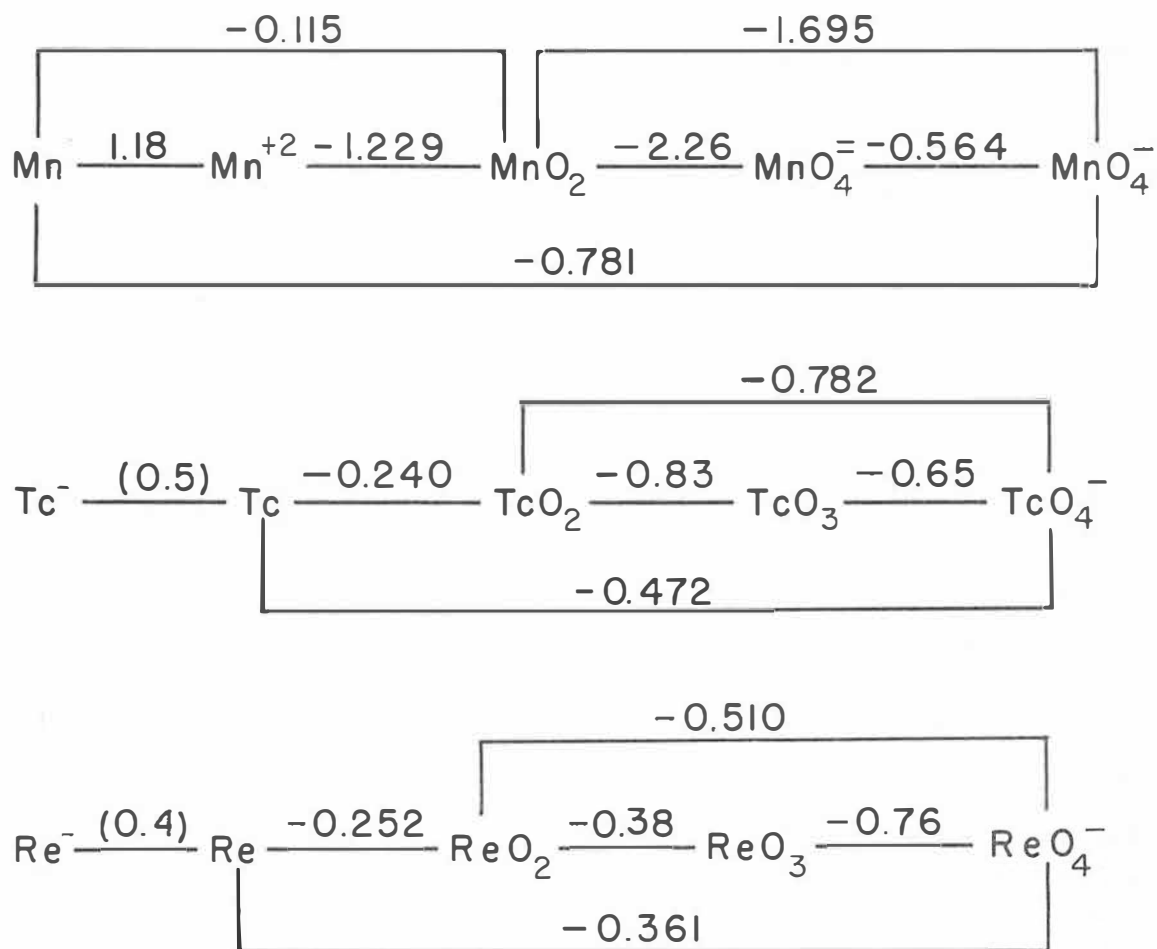 -0.115 -1.695
Mn 1.18 Mn⁺² -1.229 MnO₂ -2.26 MnO₄⁼ -0.564 MnO₄⁻
-0.781
-0.782
Tc⁻ (0.5) Tc -0.240 TcO₂ -0.83 TcO₃ -0.65 TcO₄⁻
-0.472
-0.510
Re⁻ (0.4) Re -0.252 ReO₂ -0.38 ReO₃ -0.76 ReO₄⁻
-0.361